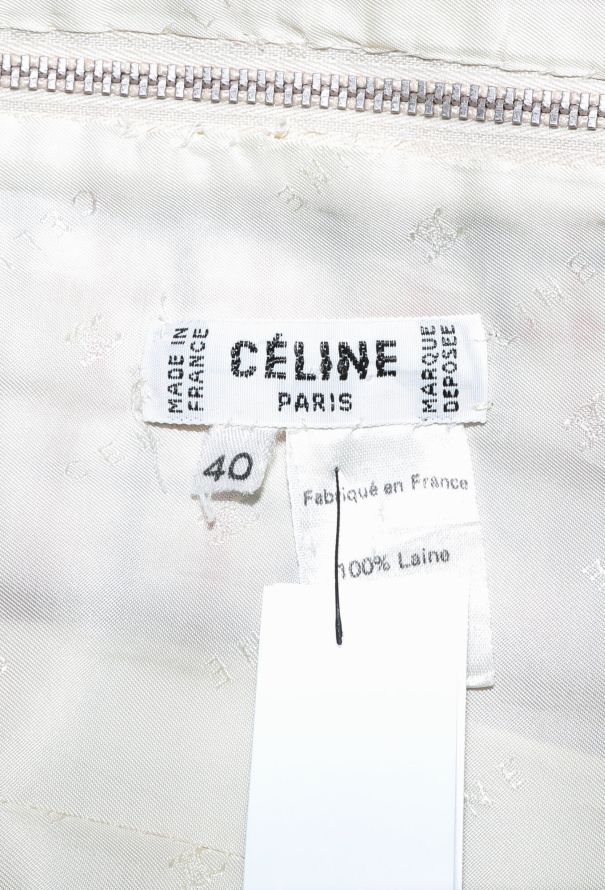 MADE IN
FRANCE
CÉLINE
PARIS
MARQUE
DEPOSEE
40
Fabriqué en France
100% Laine